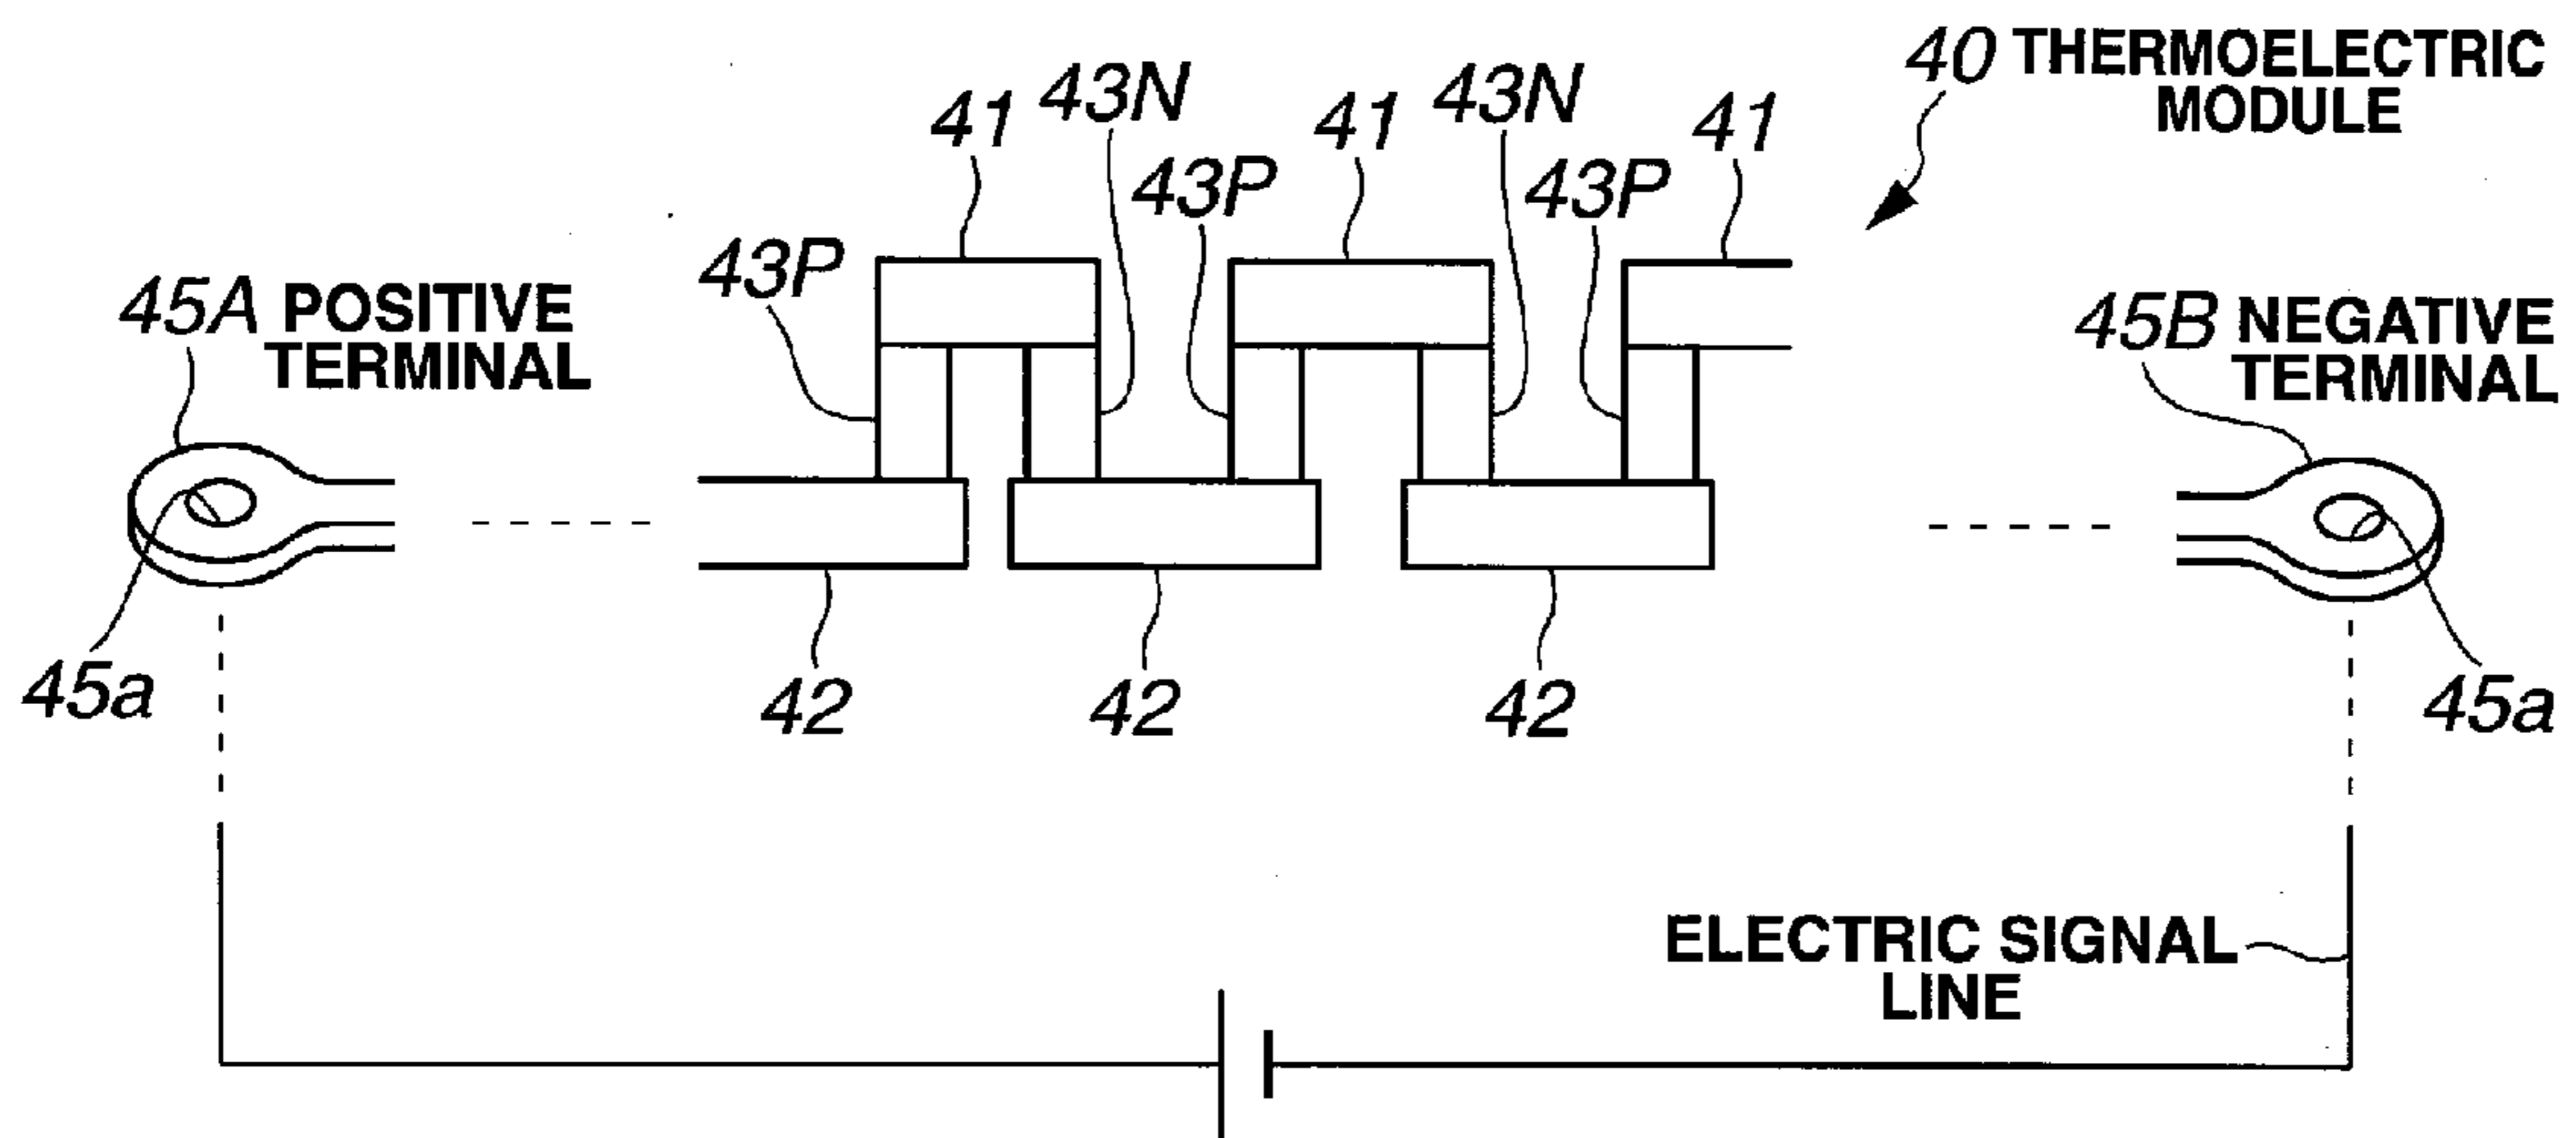 40 THERMOELECTRIC
MODULE
41 43N 41 43N 41
43P 43P
43P
45A POSITIVE
TERMINAL
45B NEGATIVE
TERMINAL
45a 42 42 42 45a
ELECTRIC SIGNAL
LINE